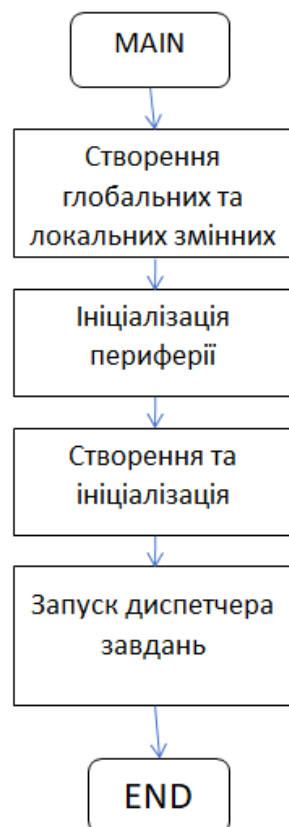 MAIN
Створення
глобальних та
локальних змінних
Ініціалізація
периферії
Створення та
ініціалізація
Запуск диспетчера
завдань
END